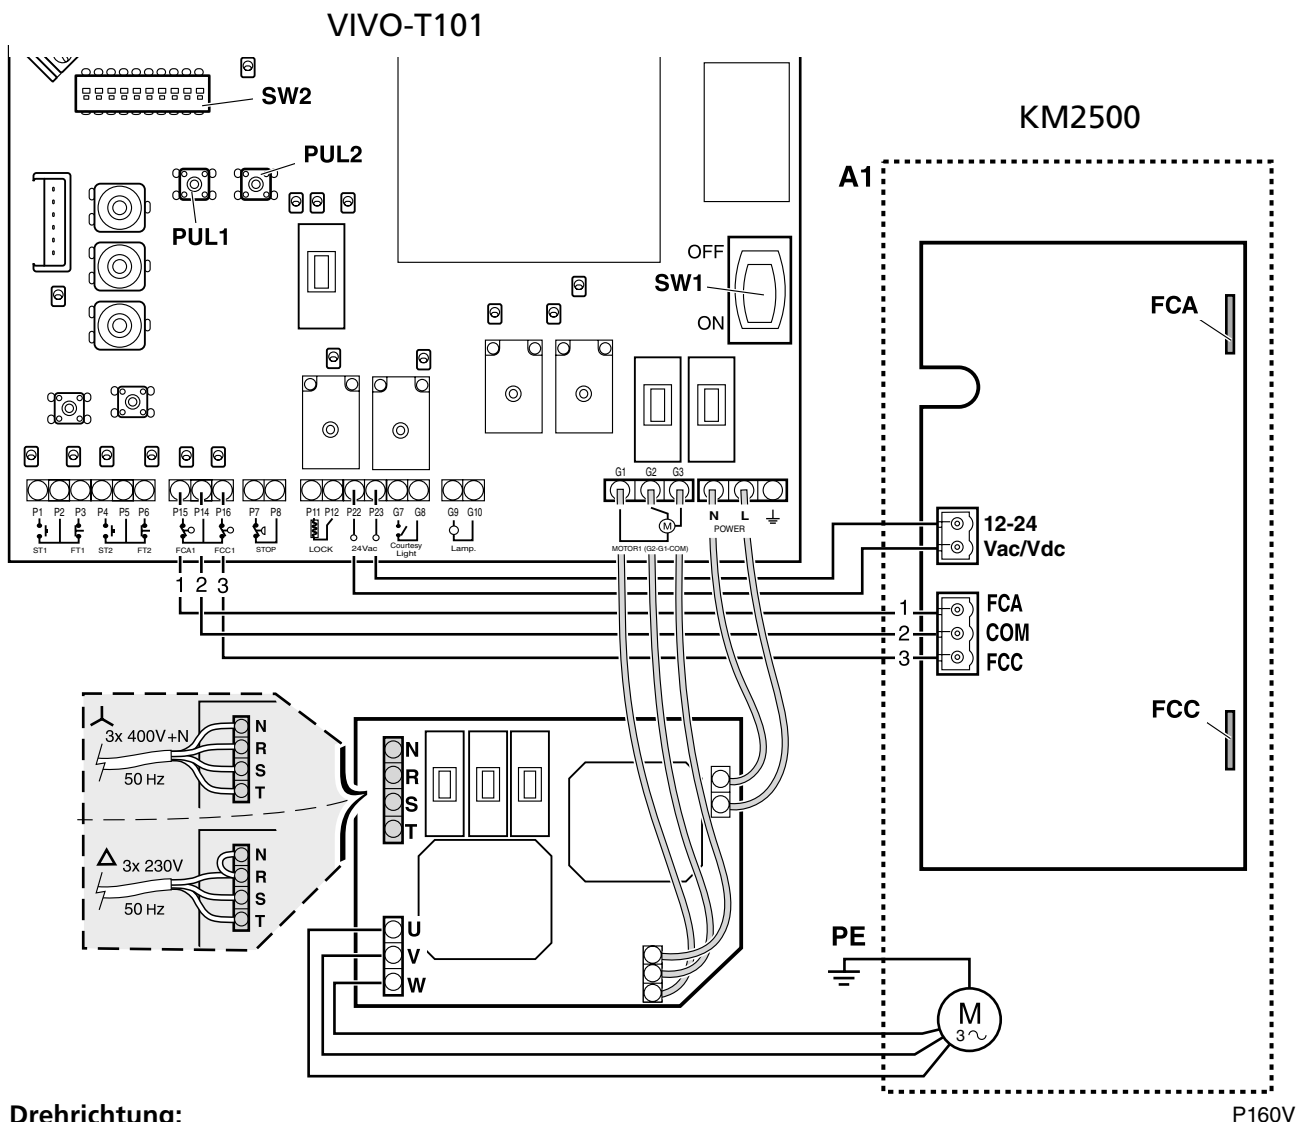 VIVO-T101
SW2
KM2500
PUL2
A1
PUL1
OFF
SW1
ON
FCA
G1 G2 G3
P1 P2 P3 P4 P5 P6 P15 P14 P16 P7 P8 P11 P12 P22 P23 G7 G8 G9 G10
N L
POWER
ST1 FT1 ST2 FT2 FCA1 FCC1 STOP LOCK 24Vac Courtesy Light Lamp.
M
MOTOR1 (G2-G1-COM)
12-24
Vac/Vdc
1 2 3
1 FCA
2 COM
3 FCC
FCC
3x 400V+N
50 Hz
N
R
S
T
N
R
S
T
3x 230V
50 Hz
N
R
S
T
U
V
W
PE
M
3
Drehrichtung:
P160V